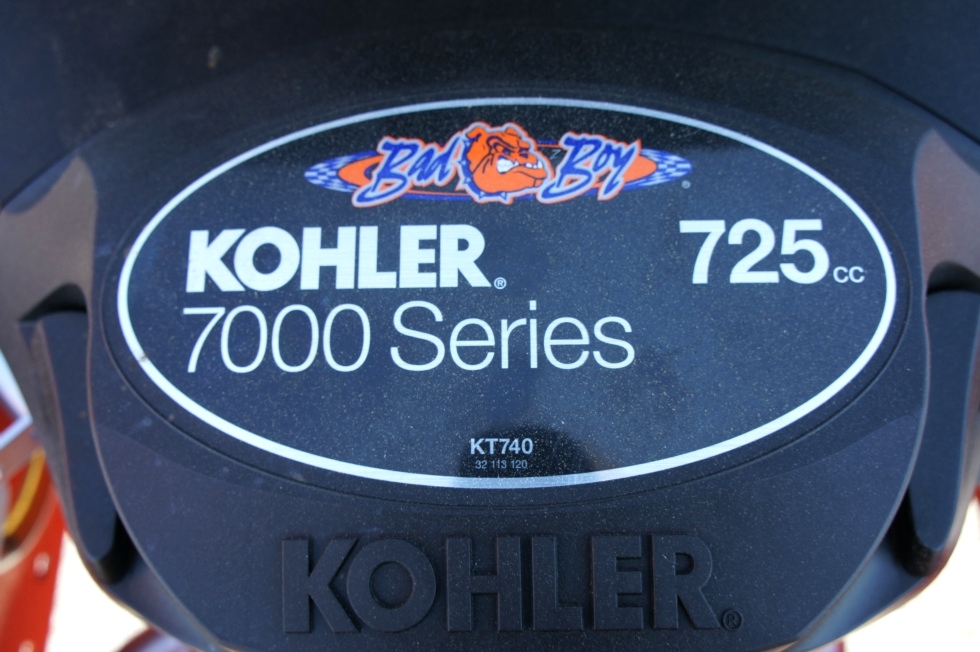 Bad Boy®
KOHLER® 725cc
7000 Series
KT740
32 113 120
KOHLER®